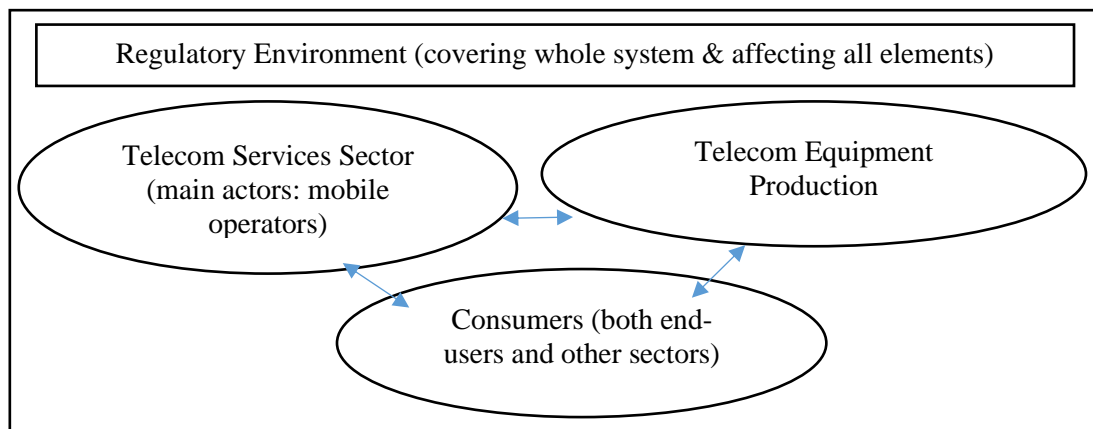 Regulatory Environment (covering whole system & affecting all elements)
Telecom Services Sector
(main actors: mobile
operators)
Telecom Equipment
Production
Consumers (both end-
users and other sectors)